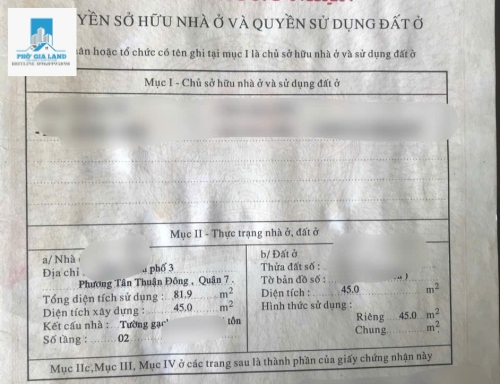 PHỐ GIA LAND
YỀN SỞ HỮU NHÀ Ở VÀ QUYỀN SỬ DỤNG ĐẤT Ở
ân hoặc tổ chức có tên ghi tại mục I là chủ sở hữu nhà ở và sử dụng đất ở
Mục I - Chủ sở hữu nhà ở và sử dụng đất ở
Mục II - Thực trạng nhà ở, đất ở
a/ Nhà
Địa chỉ phố 3
Phường Tân Thuận Đông, Quận 7.
Tổng diện tích sử dụng : 81.9 m2
Diện tích xây dựng : 45.0 m2
Kết cấu nhà : Tường gạch tôn
Số tầng : 02
b/ Đất ở
Thửa đất số :
Tờ bản đồ số : )
Diện tích : 45.0 m2
Hình thức sử dụng :
Riêng 45.0 m2
Chung m2
Mục IIc,Mục III, Mục IV ở các trang sau là thành phần của giấy chứng nhận này